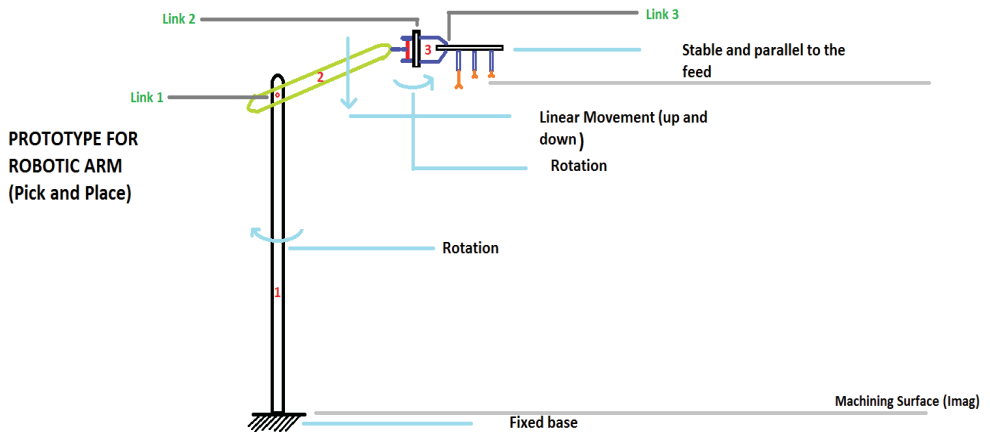 Link 2
Link 3
Stable and parallel to the
feed
3
2
Link 1
Linear Movement (up and
down )
PROTOTYPE FOR
ROBOTIC ARM
(Pick and Place)
Rotation
Rotation
1
Machining Surface (Imag)
Fixed base